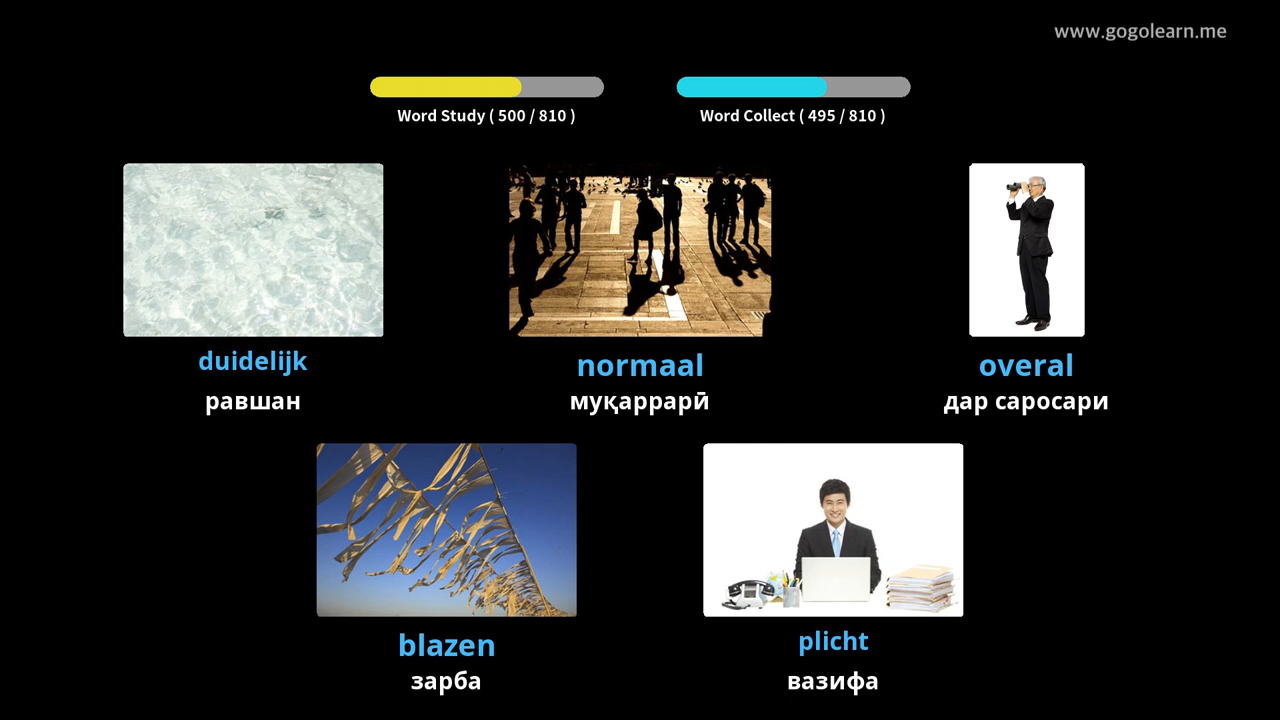 www.gogolearn.me
Word Study ( 500 / 810 )
Word Collect ( 495 / 810 )
duidelijk
равшан
normaal
муқаррарӣ
overal
дар саросари
blazen
зарба
plicht
вазифа